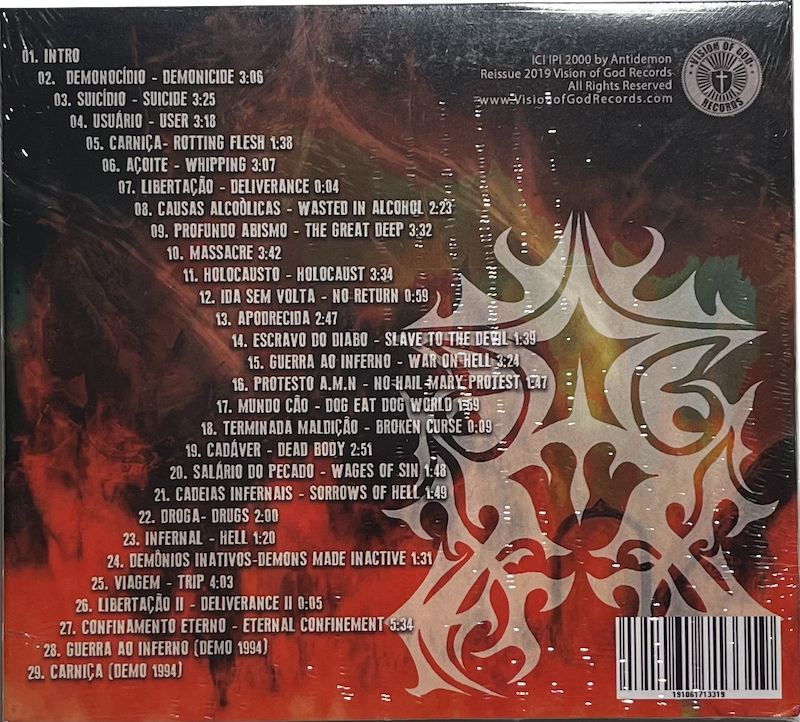 01. INTRO
02. DEMONOCÍDIO - DEMONICIDE 3:06
03. SUICÍDIO - SUICIDE 3:25
04. USUÁRIO - USER 3:18
05. CARNIÇA- ROTTING FLESH 1:38
06. AÇOITE - WHIPPING 3:07
07. LIBERTAÇÃO - DELIVERANCE 0:04
08. CAUSAS ALCOÒLICAS - WASTED IN ALCOHOL 2:23
09. PROFUNDO ABISMO - THE GREAT DEEP 3:32
10. MASSACRE 3:42
11. HOLOCAUSTO - HOLOCAUST 3:34
12. IDA SEM VOLTA - NO RETURN 0:59
13. APODRECIDA 2:47
14. ESCRAVO DO DIABO - SLAVE TO THE DEVIL 1:39
15. GUERRA AO INFERNO - WAR ON HELL 3:24
16. PROTESTO A.M.N - NO HAIL MARY PROTEST 1:47
17. MUNDO CÃO - DOG EAT DOG WORLD 1:59
18. TERMINADA MALDIÇÃO - BROKEN CURSE 0:09
19. CADÁVER - DEAD BODY 2:51
20. SALÁRIO DO PECADO - WAGES OF SIN 1:48
21. CADEIAS INFERNAIS - SORROWS OF HELL 1:49
22. DROGA- DRUGS 2:00
23. INFERNAL - HELL 1:20
24. DEMÔNIOS INATIVOS-DEMONS MADE INACTIVE 1:31
25. VIAGEM - TRIP 4:03
26. LIBERTAÇÃO II - DELIVERANCE II 0:05
27. CONFINAMENTO ETERNO - ETERNAL CONFINEMENT 5:34
28. GUERRA AO INFERNO (DEMO 1994)
29. CARNIÇA (DEMO 1994)
ICI IPI 2000 by Antidemon
Reissue 2019 Vision of God Records
All Rights Reserved
www.VisionofGodRecords.com
VISION OF GOD
RECORDS
191061713319